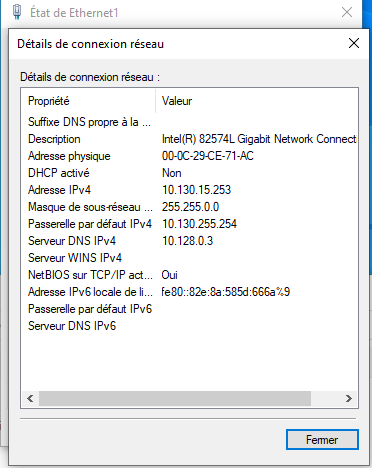 État de Ethernet1
Détails de connexion réseau
Détails de connexion réseau :
Propriété Valeur
Suffixe DNS propre à la ...
Description Intel(R) 82574L Gigabit Network Connect
Adresse physique 00-0C-29-CE-71-AC
DHCP activé Non
Adresse IPv4 10.130.15.253
Masque de sous-réseau ... 255.255.0.0
Passerelle par défaut IPv4 10.130.255.254
Serveur DNS IPv4 10.128.0.3
Serveur WINS IPv4
NetBIOS sur TCP/IP act... Oui
Adresse IPv6 locale de li... fe80::82e:8a:585d:666a%9
Passerelle par défaut IPv6
Serveur DNS IPv6
Fermer